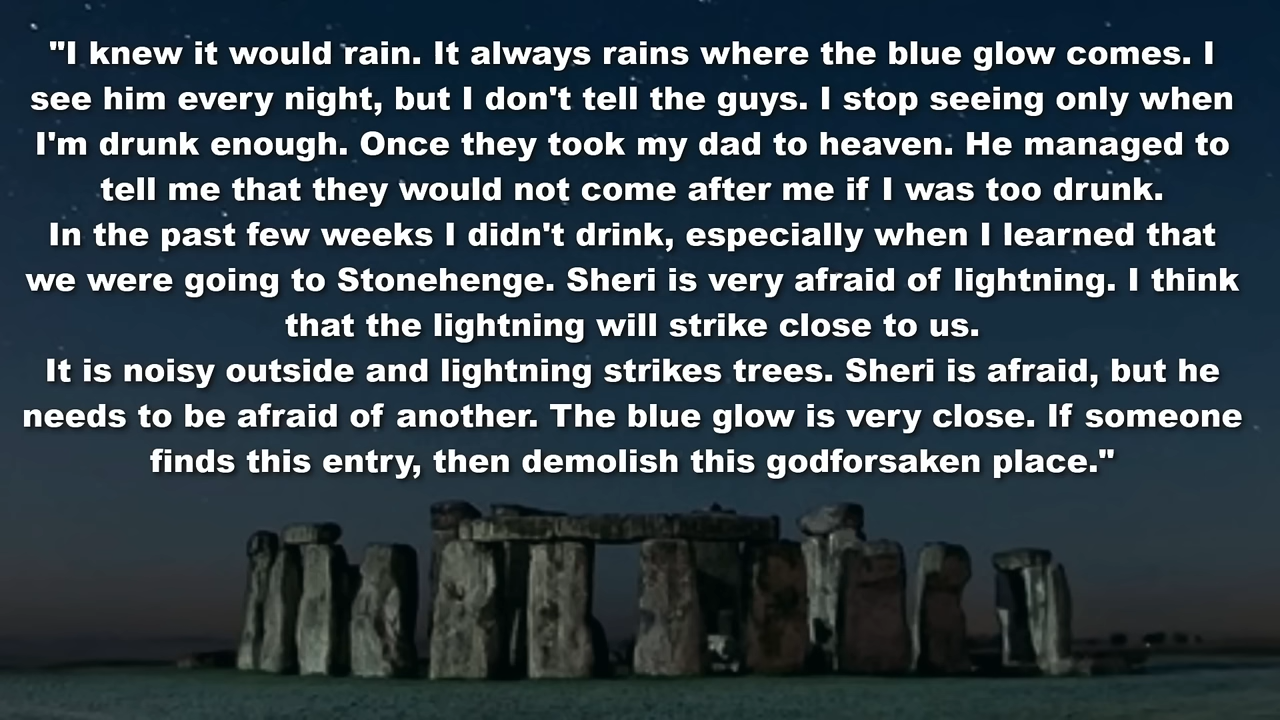 "I knew it would rain. It always rains where the blue glow comes. I
see him every night, but I don't tell the guys. I stop seeing only when
I'm drunk enough. Once they took my dad to heaven. He managed to
tell me that they would not come after me if I was too drunk.
In the past few weeks I didn't drink, especially when I learned that
we were going to Stonehenge. Sheri is very afraid of lightning. I think
that the lightning will strike close to us.
It is noisy outside and lightning strikes trees. Sheri is afraid, but he
needs to be afraid of another. The blue glow is very close. If someone
finds this entry, then demolish this godforsaken place."